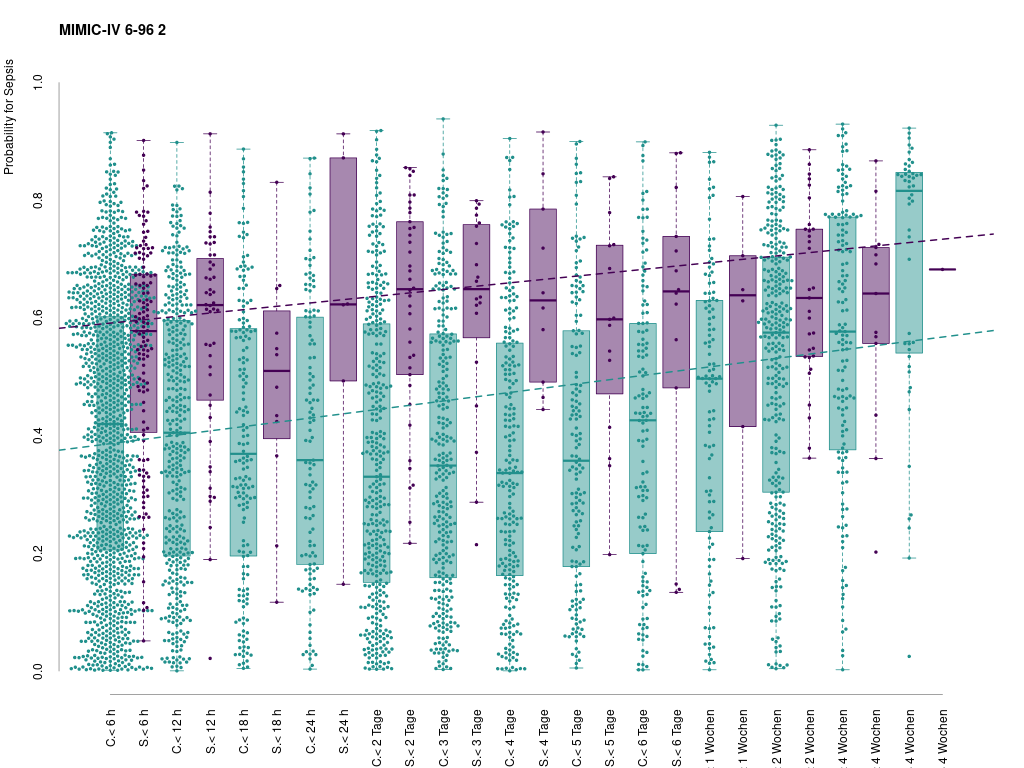 MIMIC-IV 6-96 2
Probability for Sepsis
1.0
0.8
0.6
0.4
0.2
0.0
C.< 6 h
S.< 6 h
C.< 12 h
S.< 12 h
C.< 18 h
S.< 18 h
C.< 24 h
S.< 24 h
C.< 2 Tage
S.< 2 Tage
C.< 3 Tage
S.< 3 Tage
C.< 4 Tage
S.< 4 Tage
C.< 5 Tage
S.< 5 Tage
C.< 6 Tage
S.< 6 Tage
1 Wochen
1 Wochen
2 Wochen
2 Wochen
4 Wochen
4 Wochen
4 Wochen
4 Wochen